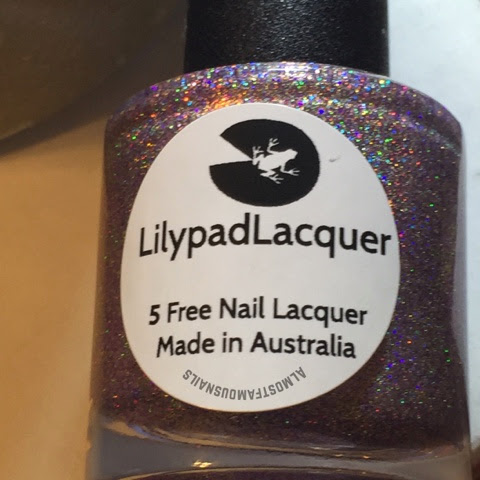 LilypadLacquer
5 Free Nail Lacquer
Made in Australia
ALMOSTFAMOUSNAILS